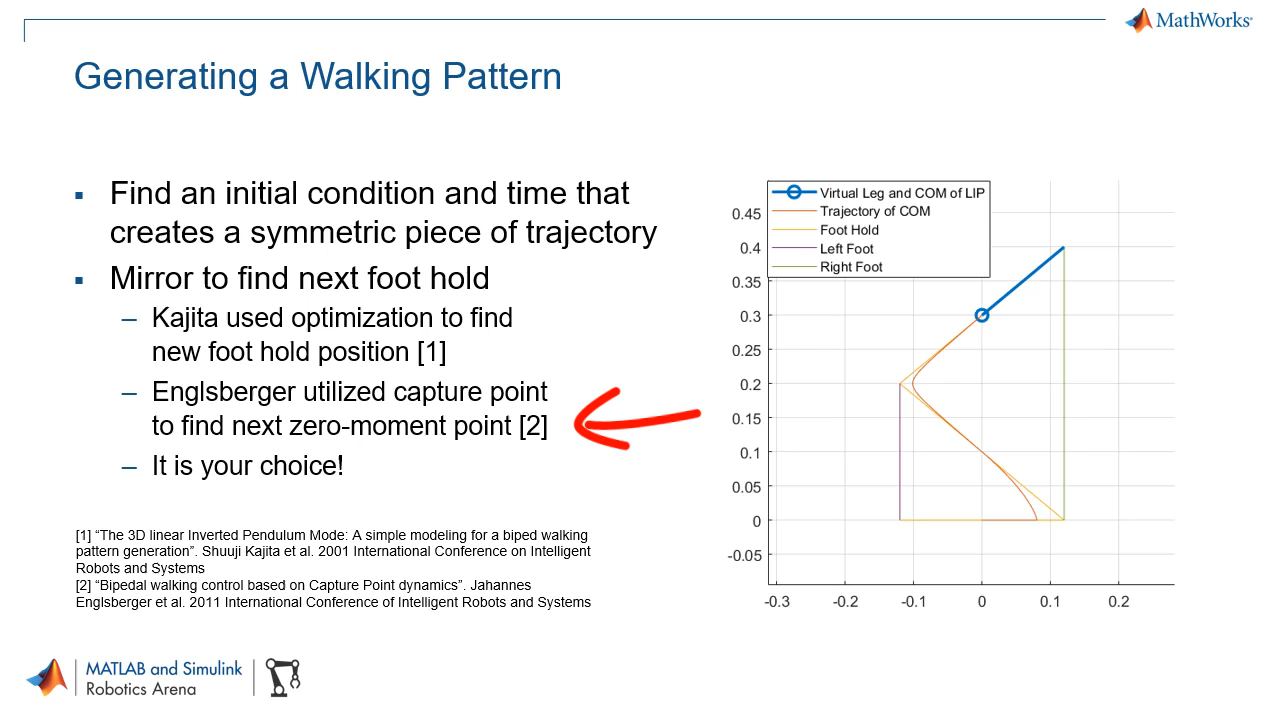 MathWorks®
Generating a Walking Pattern
▪ Find an initial condition and time that
creates a symmetric piece of trajectory
▪ Mirror to find next foot hold
– Kajita used optimization to find
new foot hold position [1]
– Englsberger utilized capture point
to find next zero-moment point [2]
– It is your choice!
[1] “The 3D linear Inverted Pendulum Mode: A simple modeling for a biped walking
pattern generation”. Shuuji Kajita et al. 2001 International Conference on Intelligent
Robots and Systems
[2] “Bipedal walking control based on Capture Point dynamics”. Jahannes
Englsberger et al. 2011 International Conference of Intelligent Robots and Systems
Virtual Leg and COM of LIP
Trajectory of COM
Foot Hold
Left Foot
Right Foot
0.45
0.4
0.35
0.3
0.25
0.2
0.15
0.1
0.05
0
-0.05
-0.3 -0.2 -0.1 0 0.1 0.2
MATLAB and Simulink
Robotics Arena